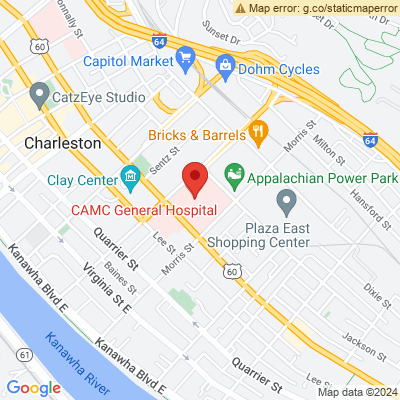 Map error: g.co/staticmaperror
Sunset Dr
Sunset Dr
Donnally St
60
64
Capitol Market
Dohm Cycles
CatzEye Studio
Bricks & Barrels
Morris St
Milton St
64
Charleston
Sentz St
Clay Center
Appalachian Power Park
Hansford St
CAMC General Hospital
Plaza East
Shopping Center
Quarrier St
Lee St
Morris St
Kanawha Blvd E
Baines St
60
Virginia St E
Dixie St
Jackson St
Kanawha Blvd E
61
Kanawha River
Quarrier St
Lee St E
Google
Map data ©2024